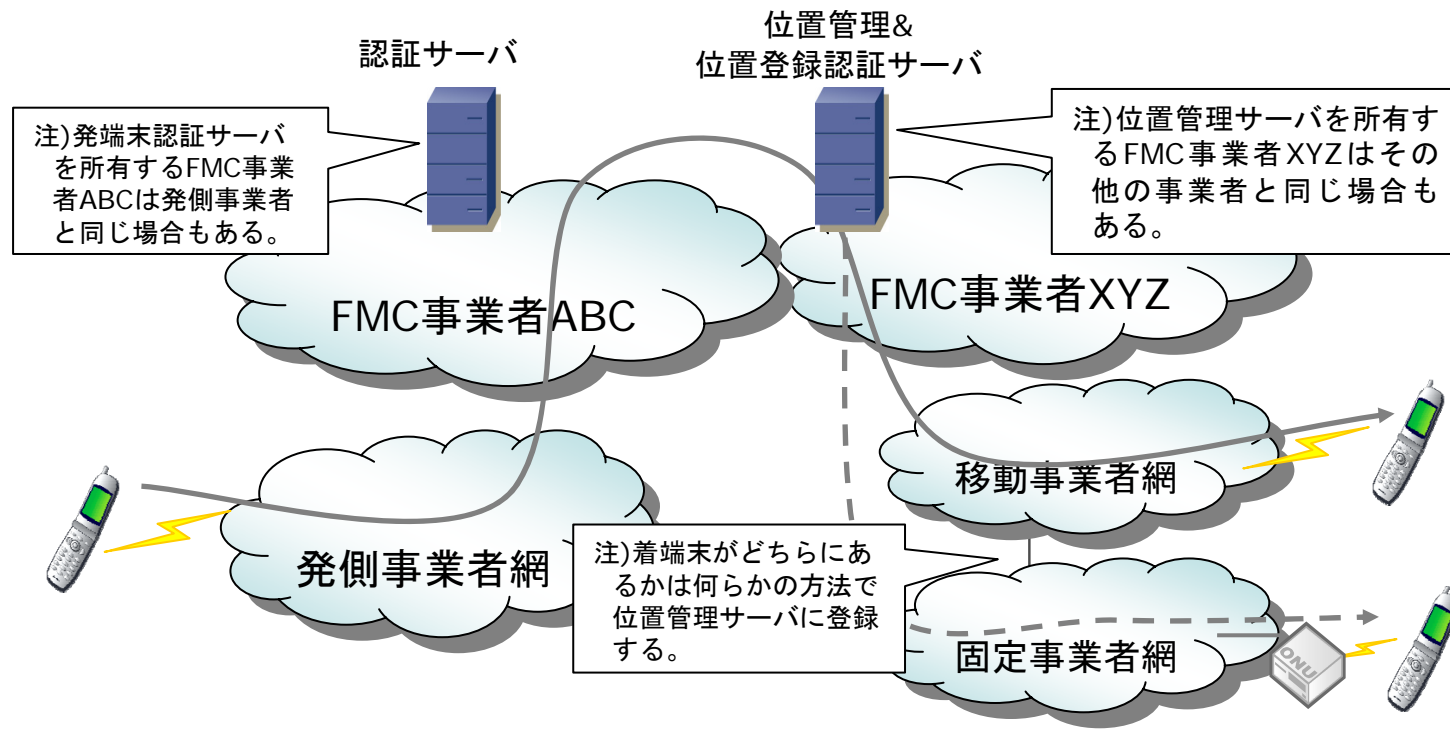 認証サーバ
位置管理&
位置登録認証サーバ
注)発端末認証サーバ
を所有するFMC事業
者ABCは発側事業者
と同じ場合もある。
注)位置管理サーバを所有す
るFMC事業者XYZはその
他の事業者と同じ場合も
ある。
FMC事業者ABC
FMC事業者XYZ
移動事業者網
発側事業者網
注)着端末がどちらにあ
るかは何らかの方法で
位置管理サーバに登録
する。
固定事業者網
ONU